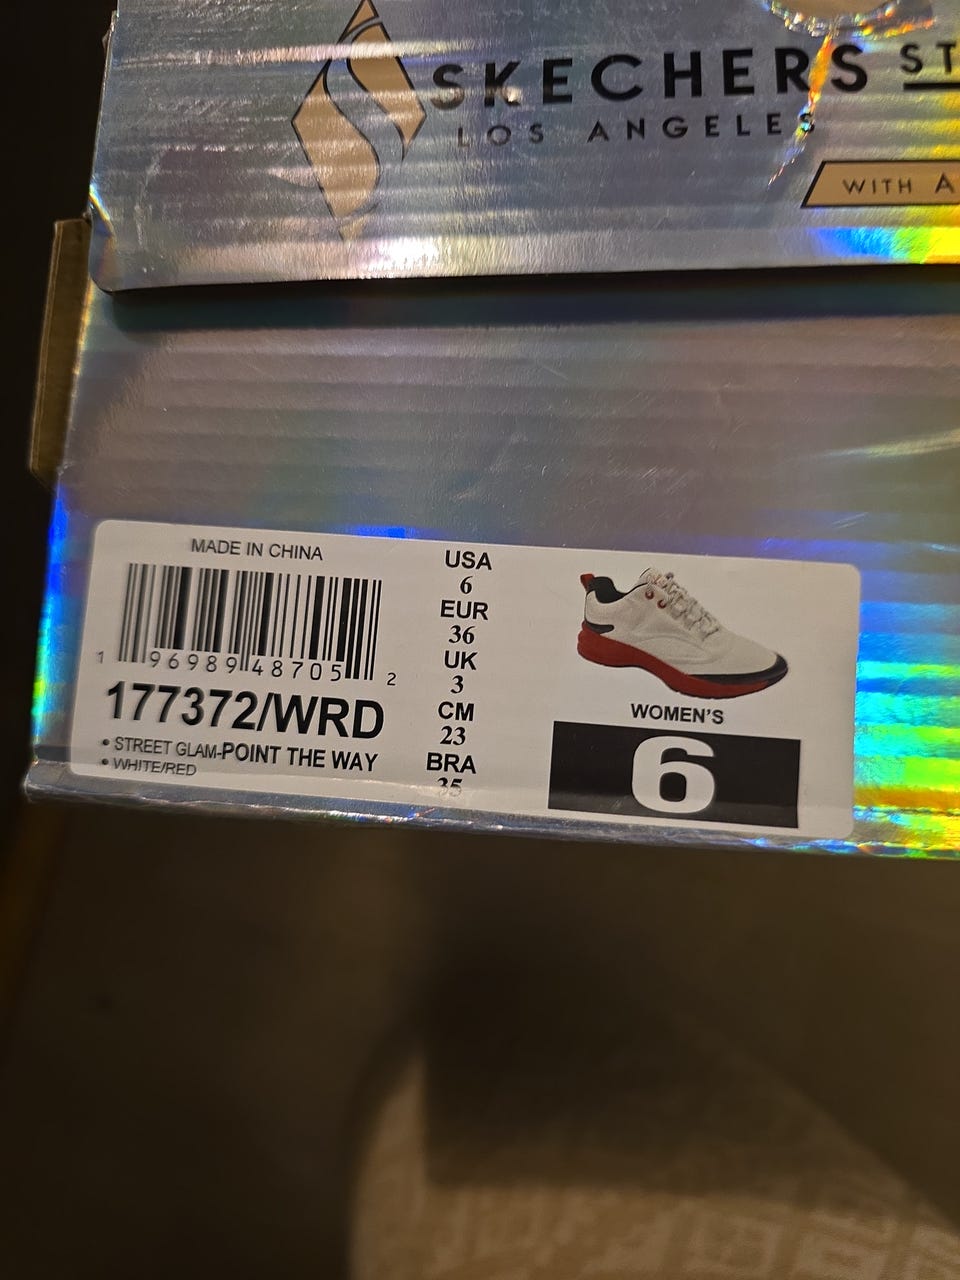 SKECHERS
LOS ANGELES
WITH
MADE IN CHINA
1 96989 48705 2
177372/WRD
• STREET GLAM-POINT THE WAY
• WHITE/RED
USA
6
EUR
36
UK
3
CM
23
BRA
35
WOMEN'S
6